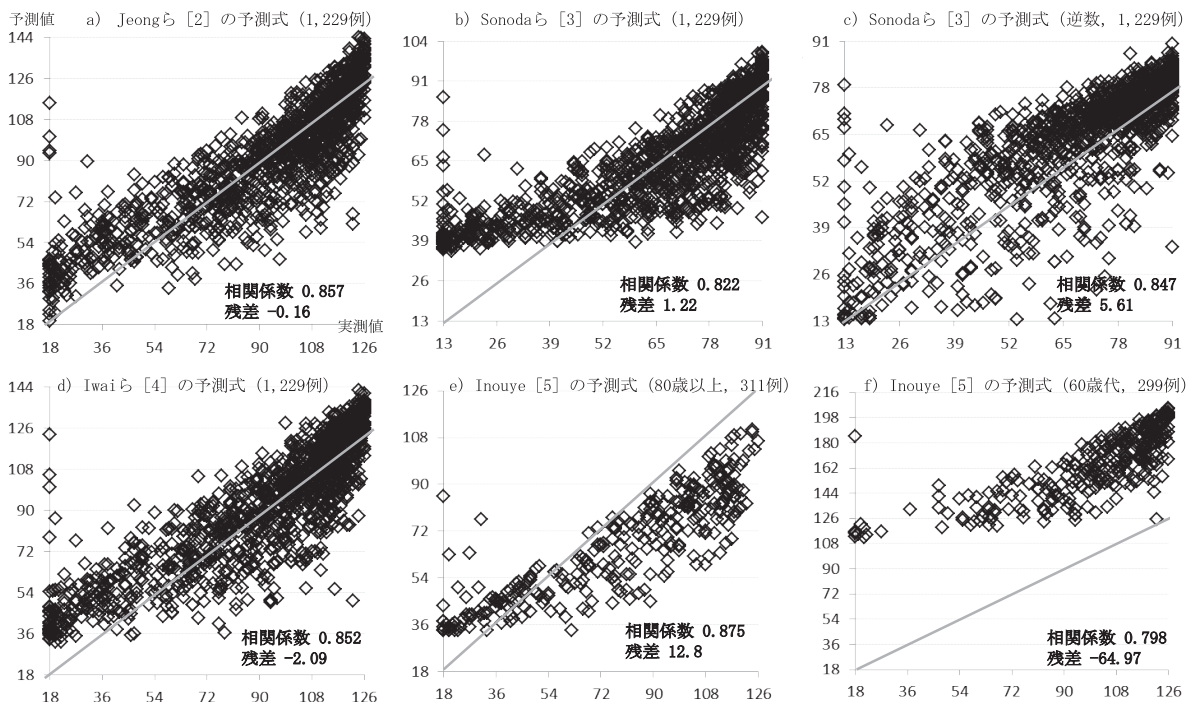 予測値
a) Jeongら [2] の予測式 (1,229例)
144
126
108
90
72
54
36
18
相関係数 0.857
残差 -0.16
実測値
18 36 54 72 90 108 126
b) Sonodaら [3] の予測式 (1,229例)
104
91
78
65
52
39
26
13
相関係数 0.822
残差 1.22
13 26 39 52 65 78 91
c) Sonodaら [3] の予測式 (逆数, 1,229例)
91
78
65
52
39
26
13
相関係数 0.847
残差 5.61
13 26 39 52 65 78 91
d) Iwaiら [4] の予測式 (1,229例)
144
126
108
90
72
54
36
18
相関係数 0.852
残差 -2.09
18 36 54 72 90 108 126
e) Inouye [5] の予測式 (80歳以上, 311例)
126
108
90
72
54
36
18
相関係数 0.875
残差 12.8
18 36 54 72 90 108 126
f) Inouye [5] の予測式 (60歳代, 299例)
216
198
180
162
144
126
108
90
72
54
36
18
相関係数 0.798
残差 -64.97
18 36 54 72 90 108 126